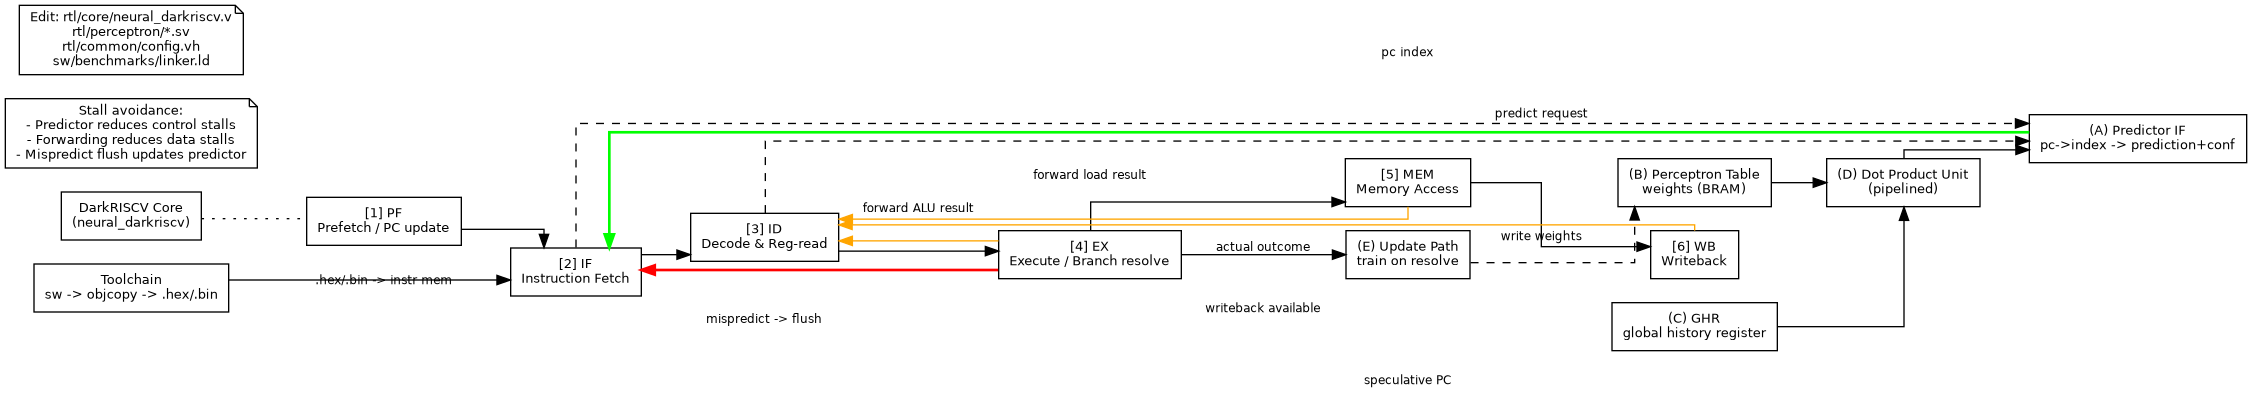 Edit: rtl/core/neural_darkriscv.v
rtl/perceptron/*.sv
rtl/common/config.vh
sw/benchmarks/linker.ld
pc index
Stall avoidance:
- Predictor reduces control stalls
- Forwarding reduces data stalls
- Mispredict flush updates predictor
predict request
(A) Predictor IF
pc->index -> prediction+conf
DarkRISCV Core
(neural_darkriscv)
[1] PF
Prefetch / PC update
forward load result
forward ALU result
[5] MEM
Memory Access
(B) Perceptron Table
weights (BRAM)
(D) Dot Product Unit
(pipelined)
[3] ID
Decode & Reg-read
[4] EX
Execute / Branch resolve
actual outcome
(E) Update Path
train on resolve
write weights
[6] WB
Writeback
Toolchain
sw -> objcopy -> .hex/.bin
.hex/.bin -> instr mem
[2] IF
Instruction Fetch
mispredict -> flush
writeback available
(C) GHR
global history register
speculative PC